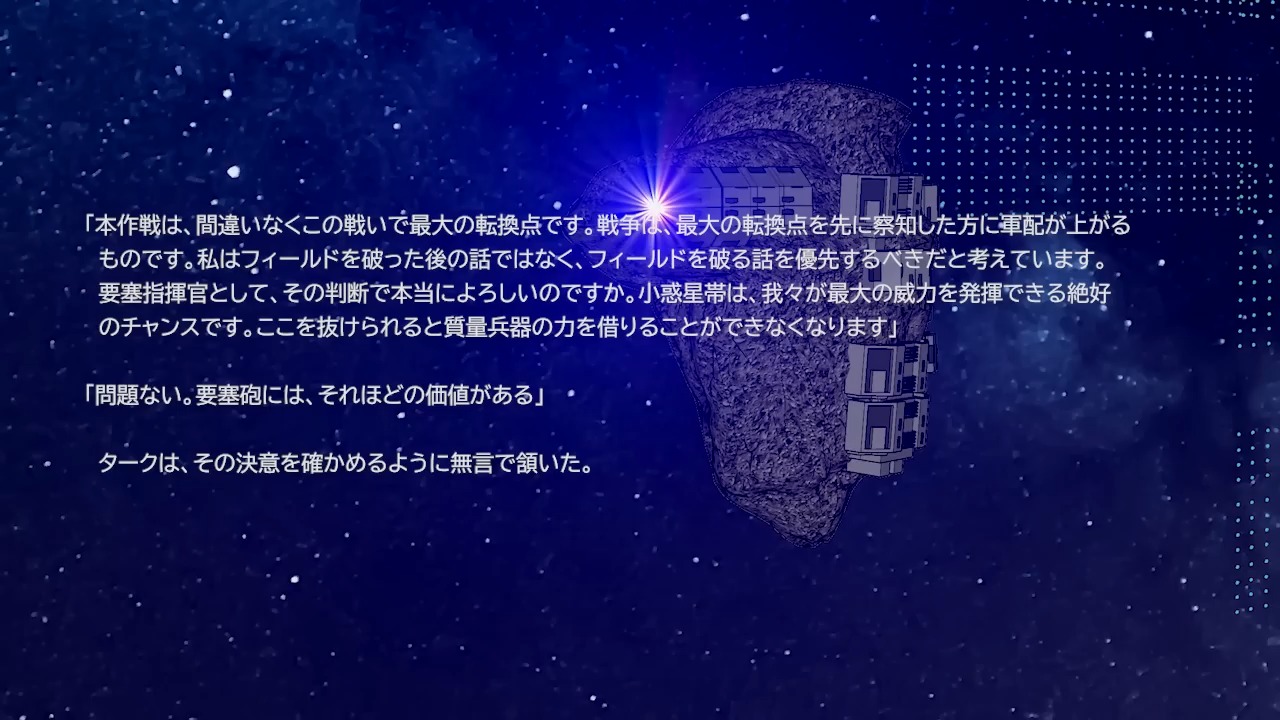 「本作戦は、間違いなくこの戦いで最大の転換点です。戦争は、最大の転換点を先に察知した方に軍配が上がる
ものです。私はフィールドを破った後の話ではなく、フィールドを破る話を優先するべきだと考えています。
要塞指揮官として、その判断で本当によろしいのですか。小惑星帯は、我々が最大の威力を発揮できる絶好
のチャンスです。ここを抜けられると質量兵器の力を借りることができなくなります」
「問題ない。要塞砲には、それほどの価値がある」
タークは、その決意を確かめるように無言で頷いた。